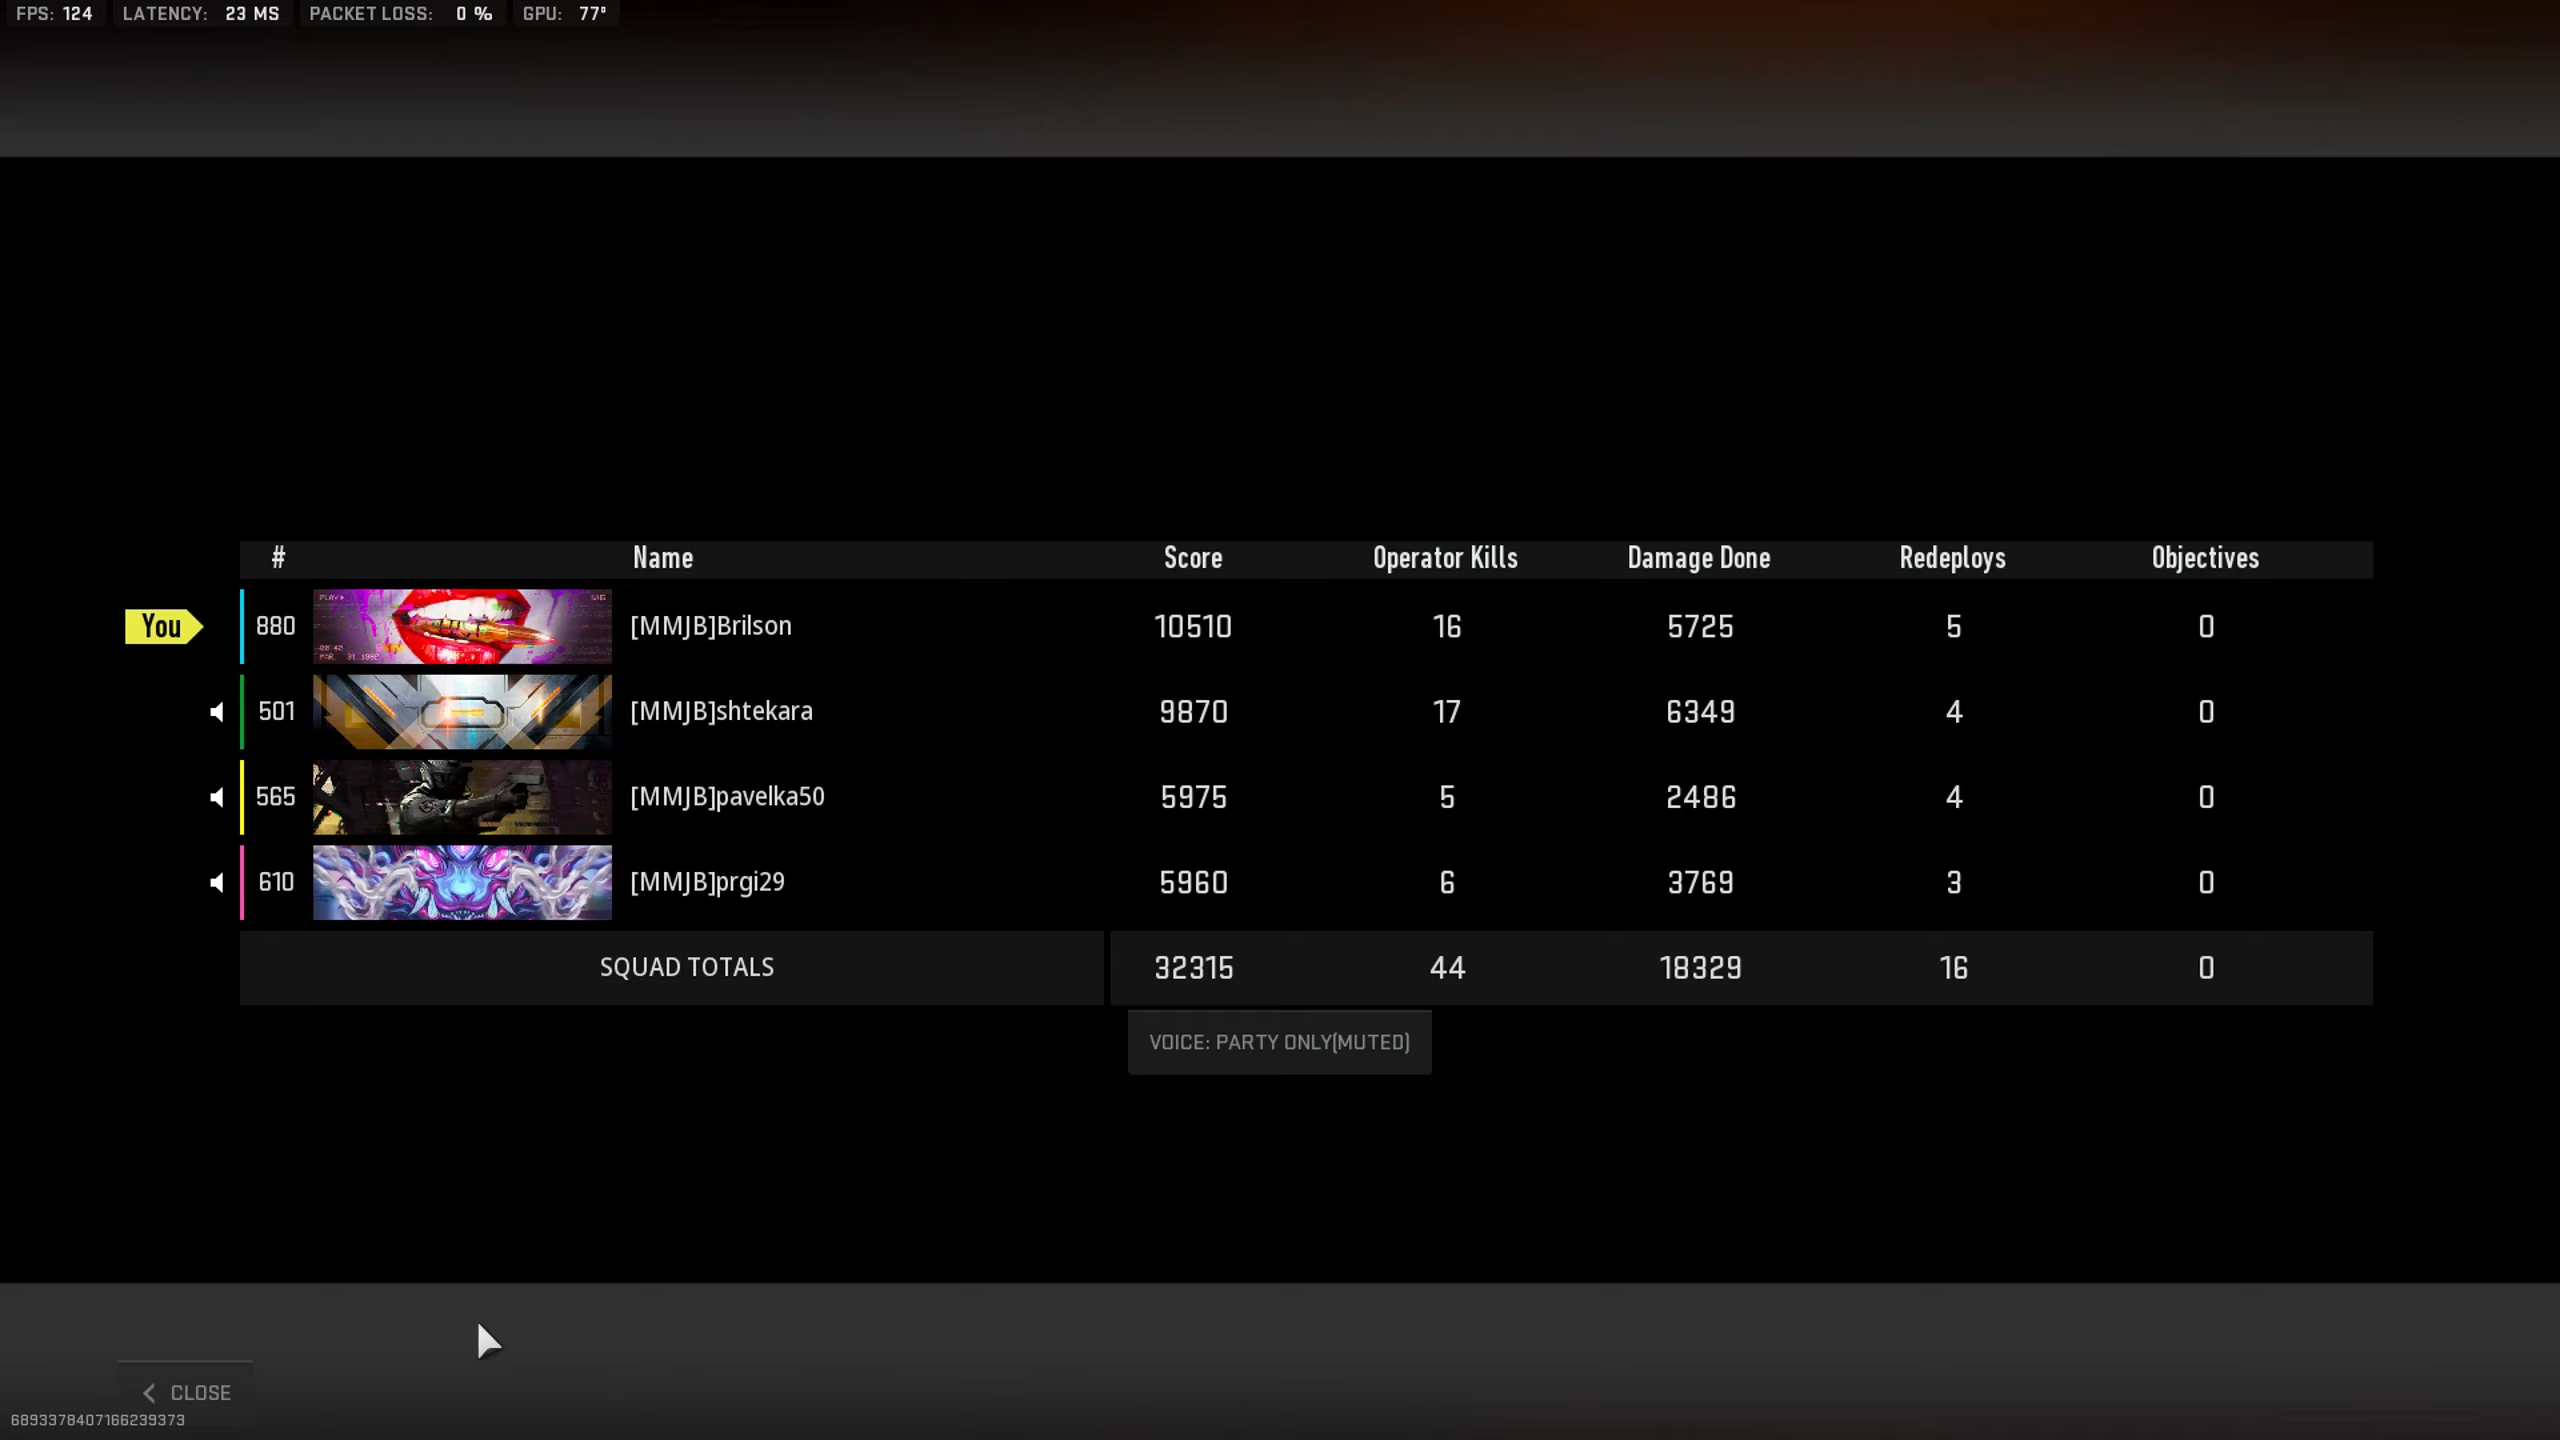 FPS: 124 LATENCY: 23 MS PACKET LOSS: 0 % GPU: 77°
# Name Score Operator Kills Damage Done Redeploys Objectives
You 880 [MMJB]Brilson 10510 16 5725 5 0
501 [MMJB]shtekara 9870 17 6349 4 0
565 [MMJB]pavelka50 5975 5 2486 4 0
610 [MMJB]prgi29 5960 6 3769 3 0
SQUAD TOTALS 32315 44 18329 16 0
VOICE: PARTY ONLY(MUTED)
CLOSE
6893378407166239373